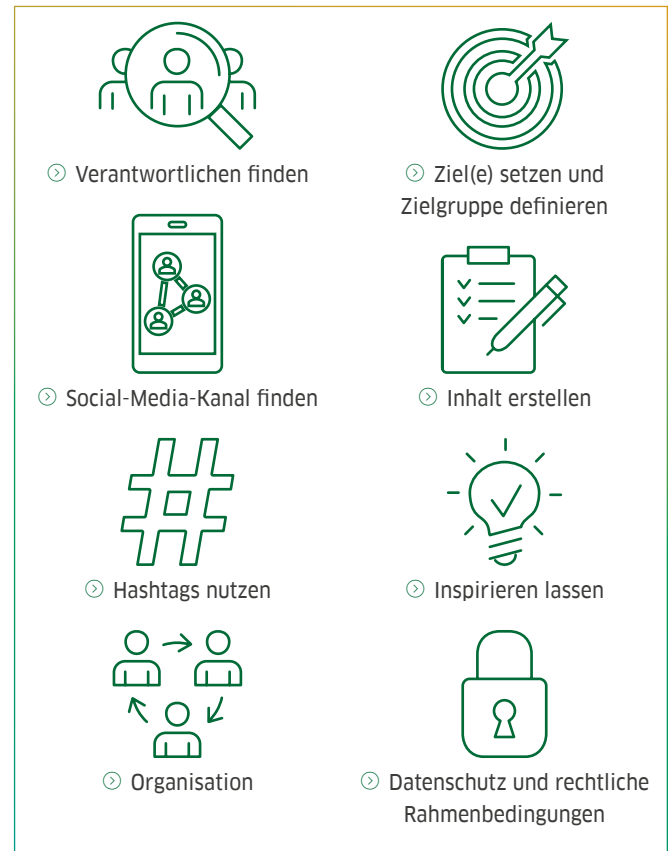 Verantwortlichen finden
Ziel(e) setzen und
Zielgruppe definieren
Social-Media-Kanal finden
Inhalt erstellen
Hashtags nutzen
Inspirieren lassen
Organisation
Datenschutz und rechtliche
Rahmenbedingungen